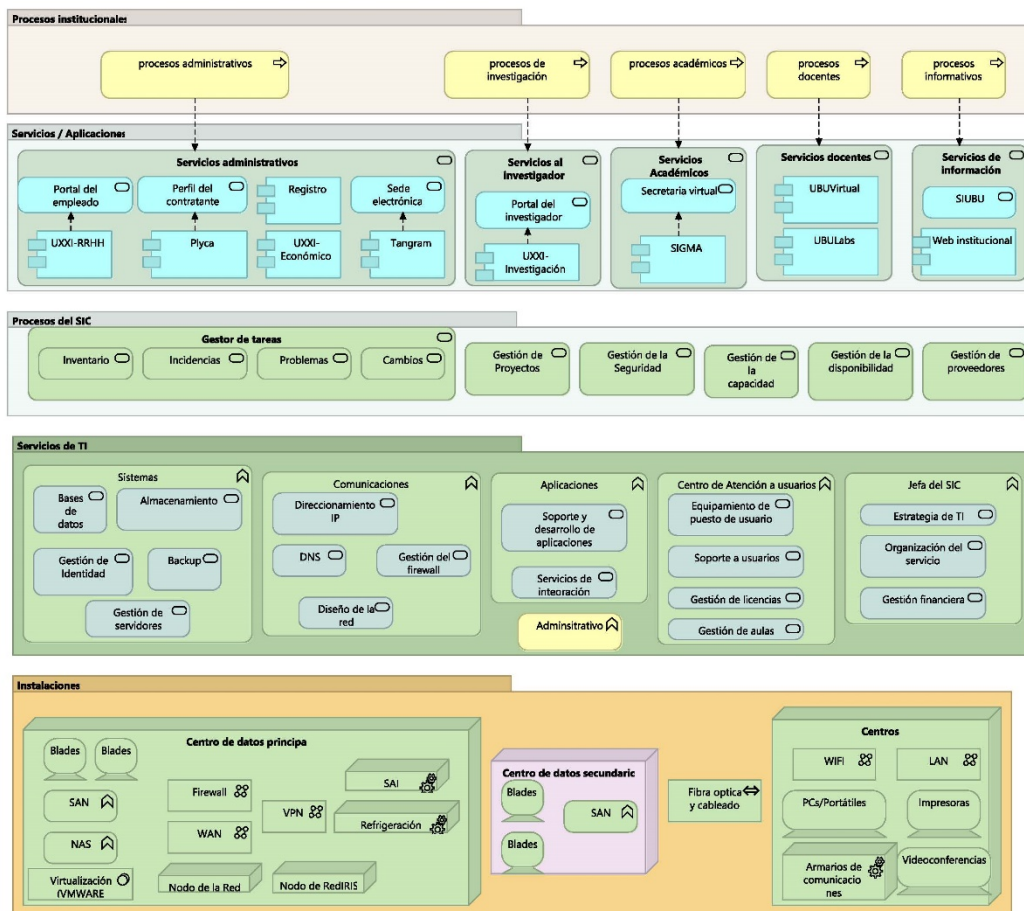 Procesos institucionales
procesos administrativos
procesos de
investigación
procesos académicos
procesos
docentes
procesos
informativos
Servicios / Aplicaciones
Servicios administrativos
Portal del
empleado
Perfil del
contratante
Registro
Sede
electrónica
UXXI-RRHH
Plyca
UXXI-
Económico
Tangram
Servicios al
Investigador
Portal del
investigador
UXXI-
Investigación
Servicios
Académicos
Secretaria virtual
SIGMA
Servicios docentes
UBUVirtual
UBULabs
Servicios de
información
SIUBU
Web institucional
Procesos del SIC
Gestor de tareas
Inventario
Incidencias
Problemas
Cambios
Gestión de
Proyectos
Gestión de la
Seguridad
Gestión de
la
capacidad
Gestión de la
disponibilidad
Gestión de
proveedores
Servicios de TI
Sistemas
Bases
de
datos
Almacenamiento
Gestión de
Identidad
Backup
Gestión de
servidores
Comunicaciones
Direccionamiento
IP
DNS
Gestión del
firewall
Diseño de la
red
Aplicaciones
Soporte y
desarrollo de
aplicaciones
Servicios de
integración
Adminsitrativo
Centro de Atención a usuarios
Equipamiento de
puesto de usuario
Soporte a usuarios
Gestión de licencias
Gestión de aulas
Jefa del SIC
Estrategia de TI
Organización del
servicio
Gestión financiera
Instalaciones
Centro de datos principa
Blades
Blades
SAN
NAS
Virtualización
(VMWARE
Firewall
WAN
VPN
SAI
Refrigeración
Nodo de la Red
Nodo de RedIRIS
Centro de datos secundaric
Blades
SAN
Blades
Fibra optica
y cableado
Centros
WIFI
LAN
PCs/Portátiles
Impresoras
Armarios de
comunicacio
nes
Videoconferencias